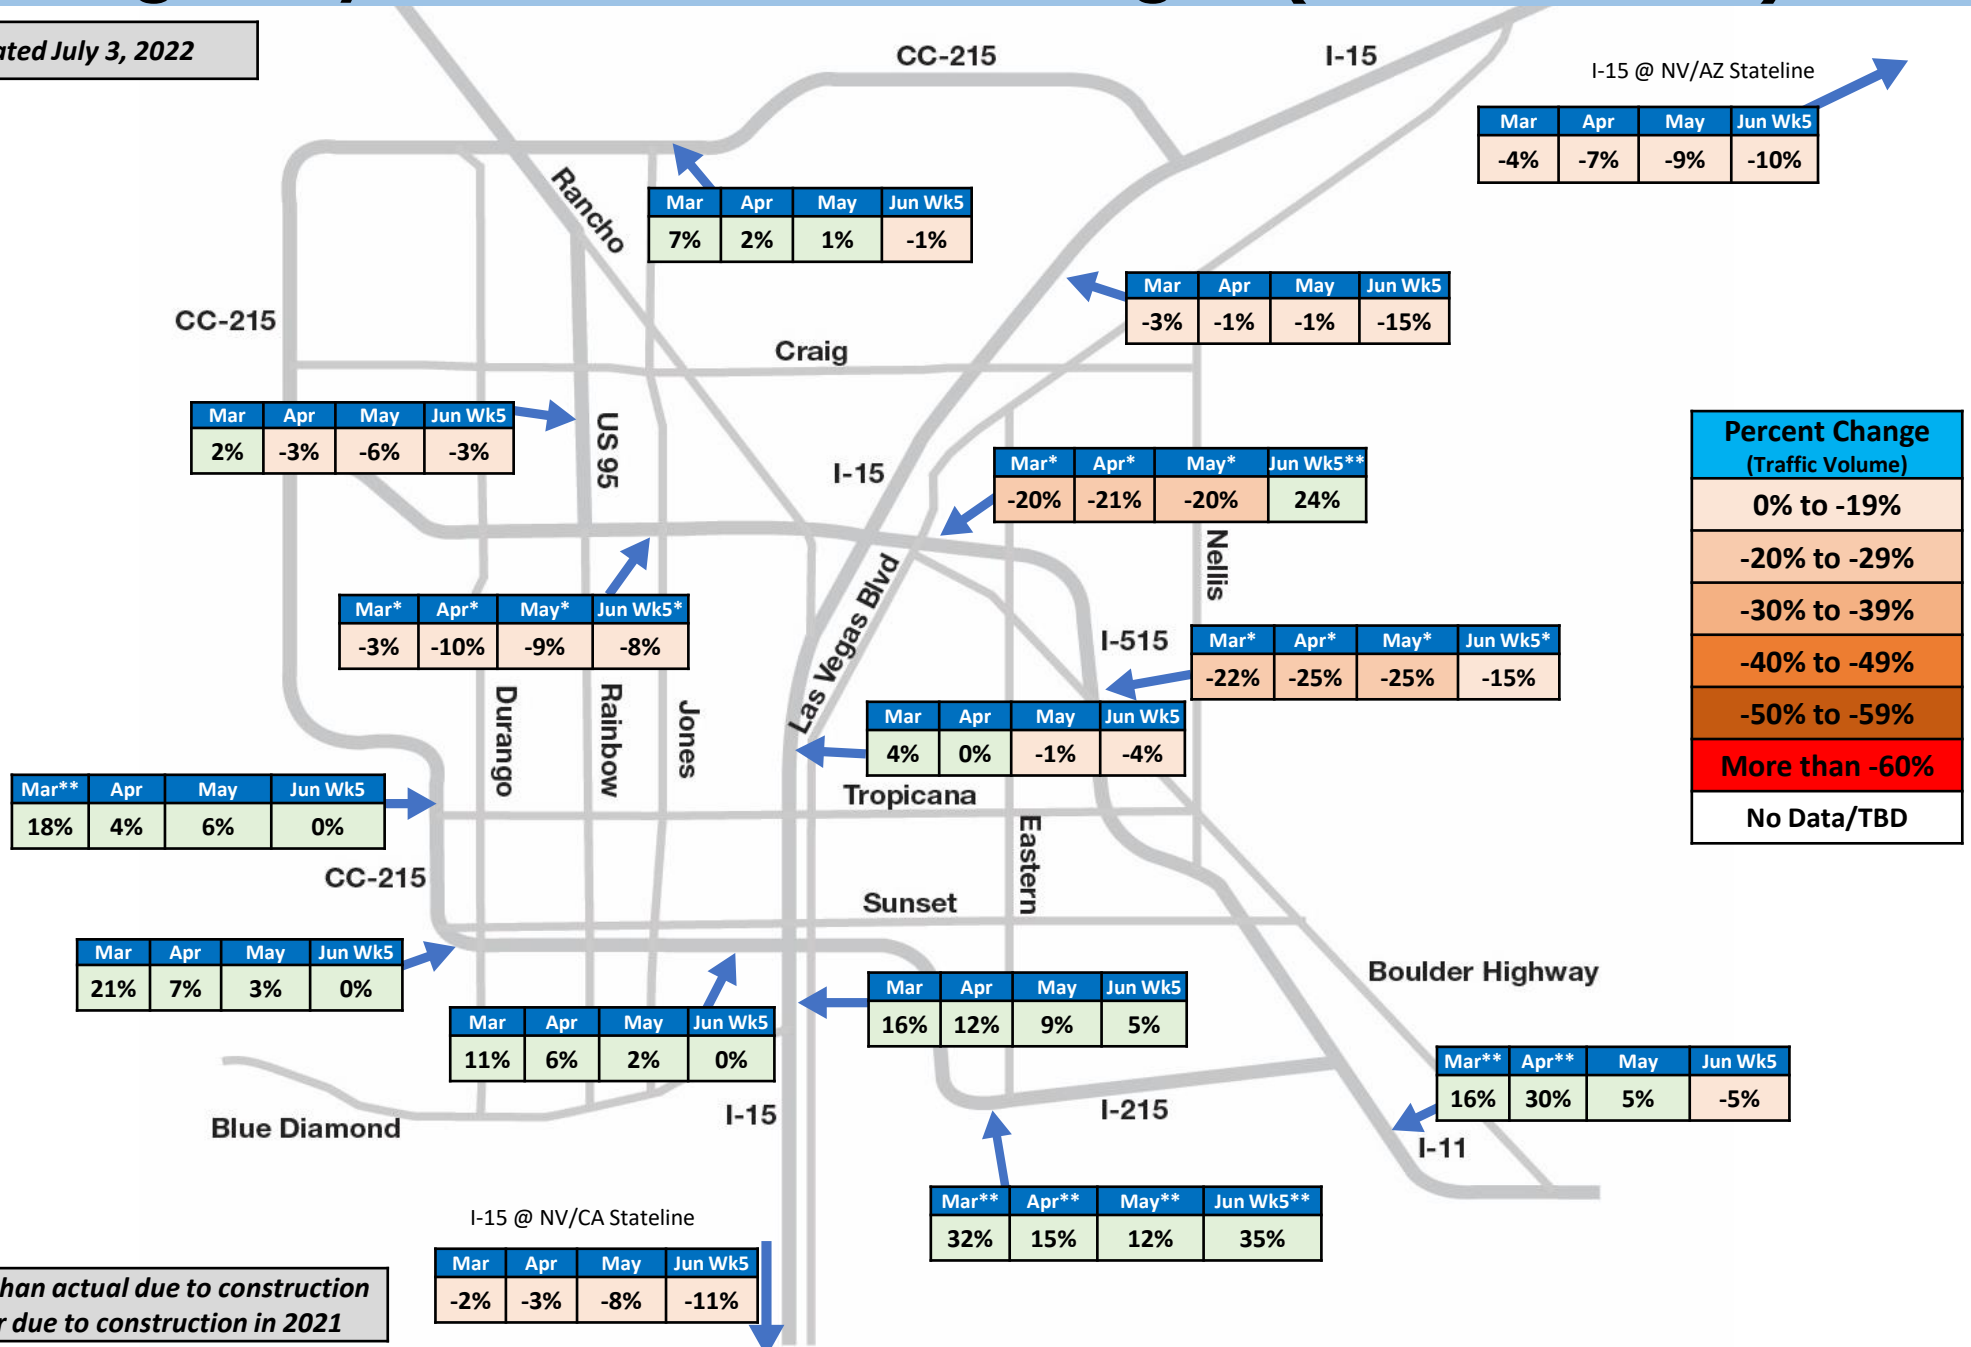 ated July 3, 2022
CC-215
I-15
I-15 @ NV/AZ Stateline
Mar Apr May Jun Wk5
-4% -7% -9% -10%
Rancho
Mar Apr May Jun Wk5
7% 2% 1% -1%
Mar Apr May Jun Wk5
-3% -1% -1% -15%
CC-215
Craig
Mar Apr May Jun Wk5
2% -3% -6% -3%
US 95
I-15
Mar* Apr* May* Jun Wk5**
-20% -21% -20% 24%
Percent Change
(Traffic Volume)
0% to -19%
-20% to -29%
-30% to -39%
-40% to -49%
-50% to -59%
More than -60%
No Data/TBD
Nellis
Las Vegas Blvd
Mar* Apr* May* Jun Wk5*
-3% -10% -9% -8%
I-515
Mar* Apr* May* Jun Wk5*
-22% -25% -25% -15%
Durango
Rainbow
Jones
Mar Apr May Jun Wk5
4% 0% -1% -4%
Mar** Apr May Jun Wk5
18% 4% 6% 0%
Tropicana
Eastern
CC-215
Sunset
Mar Apr May Jun Wk5
21% 7% 3% 0%
Boulder Highway
Mar Apr May Jun Wk5
16% 12% 9% 5%
Mar Apr May Jun Wk5
11% 6% 2% 0%
Mar** Apr** May Jun Wk5
16% 30% 5% -5%
Blue Diamond
I-15
I-215
I-11
Mar** Apr** May** Jun Wk5**
32% 15% 12% 35%
I-15 @ NV/CA Stateline
Mar Apr May Jun Wk5
-2% -3% -8% -11%
han actual due to construction
r due to construction in 2021